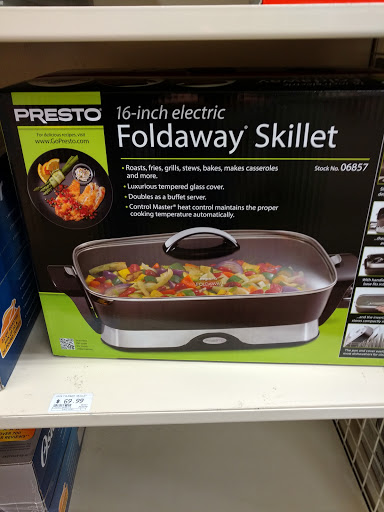 PRESTO®
For delicious recipes, visit
www.GoPresto.com
16-inch electric
Foldaway® Skillet
• Roasts, fries, grills, stews, bakes, makes casseroles
and more.
• Luxurious tempered glass cover.
• Doubles as a buffet server.
• Control Master® heat control maintains the proper
cooking temperature automatically.
Stock No. 06857
FOLDAWAY
69.99